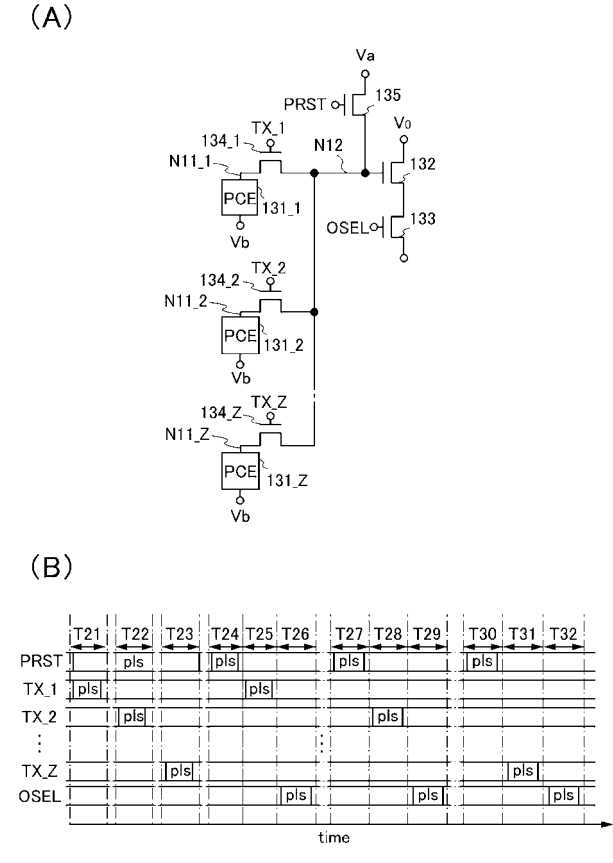 (A)
Va
PRST
135
V0
TX_1
134_1
N12
N11_1
132
PCE
131_1
OSEL
133
Vb
TX_2
134_2
N11_2
PCE
131_2
Vb
TX_Z
134_Z
N11_Z
PCE
131_Z
Vb
(B)
T21 T22 T23 T24 T25 T26 T27 T28 T29 T30 T31 T32
PRST pls pls pls pls
TX_1 pls pls
TX_2 pls pls
⋮ ⋮
TX_Z pls pls
OSEL pls pls pls
time